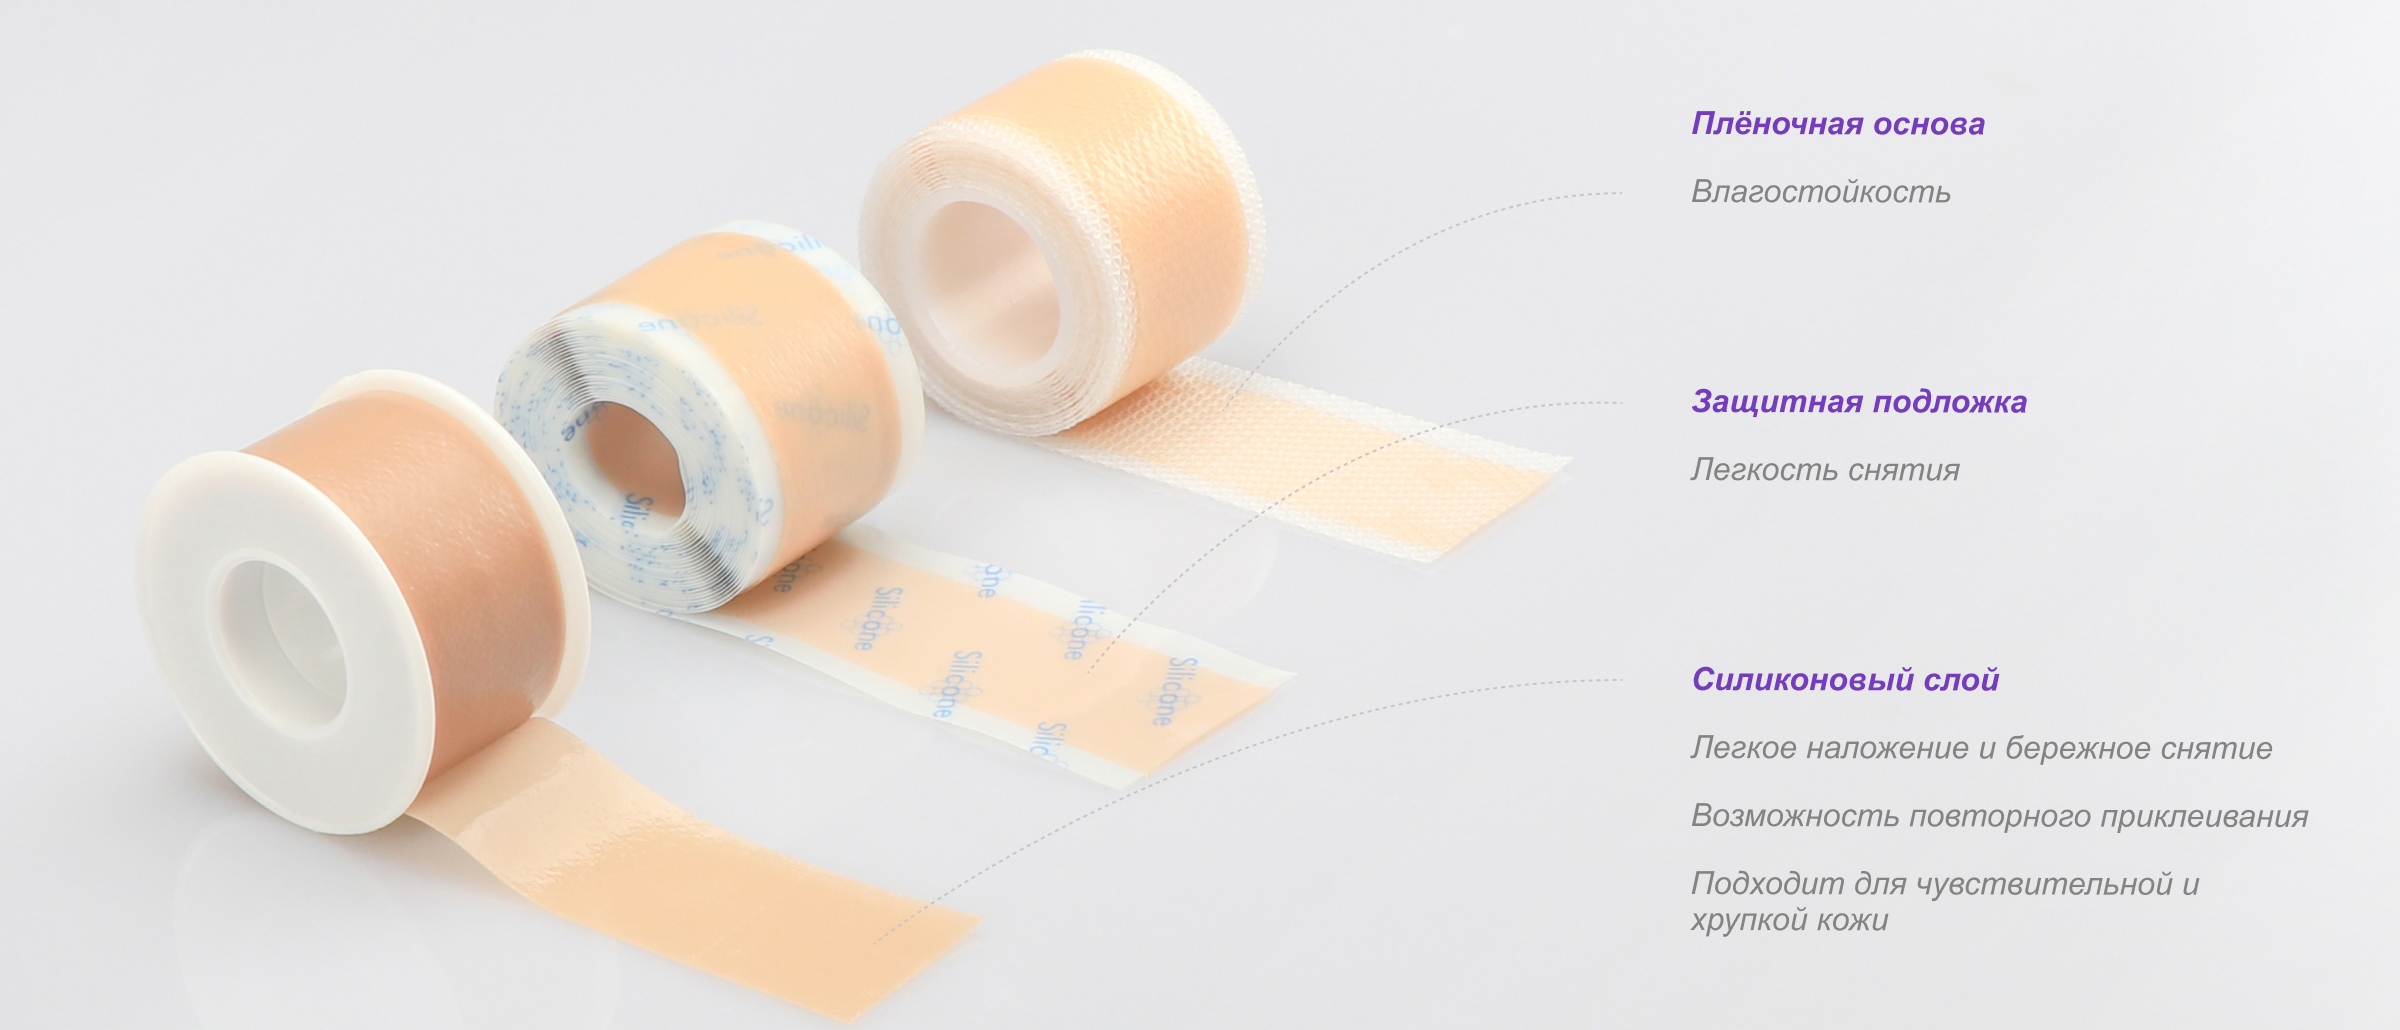 Плёночная основа
Влагостойкость
Защитная подложка
Легкость снятия
Силиконовый слой
Легкое наложение и бережное снятие
Возможность повторного приклеивания
Подходит для чувствительной и
хрупкой кожи
Silicone
Silicone
Silicone
Silicone
Silicone